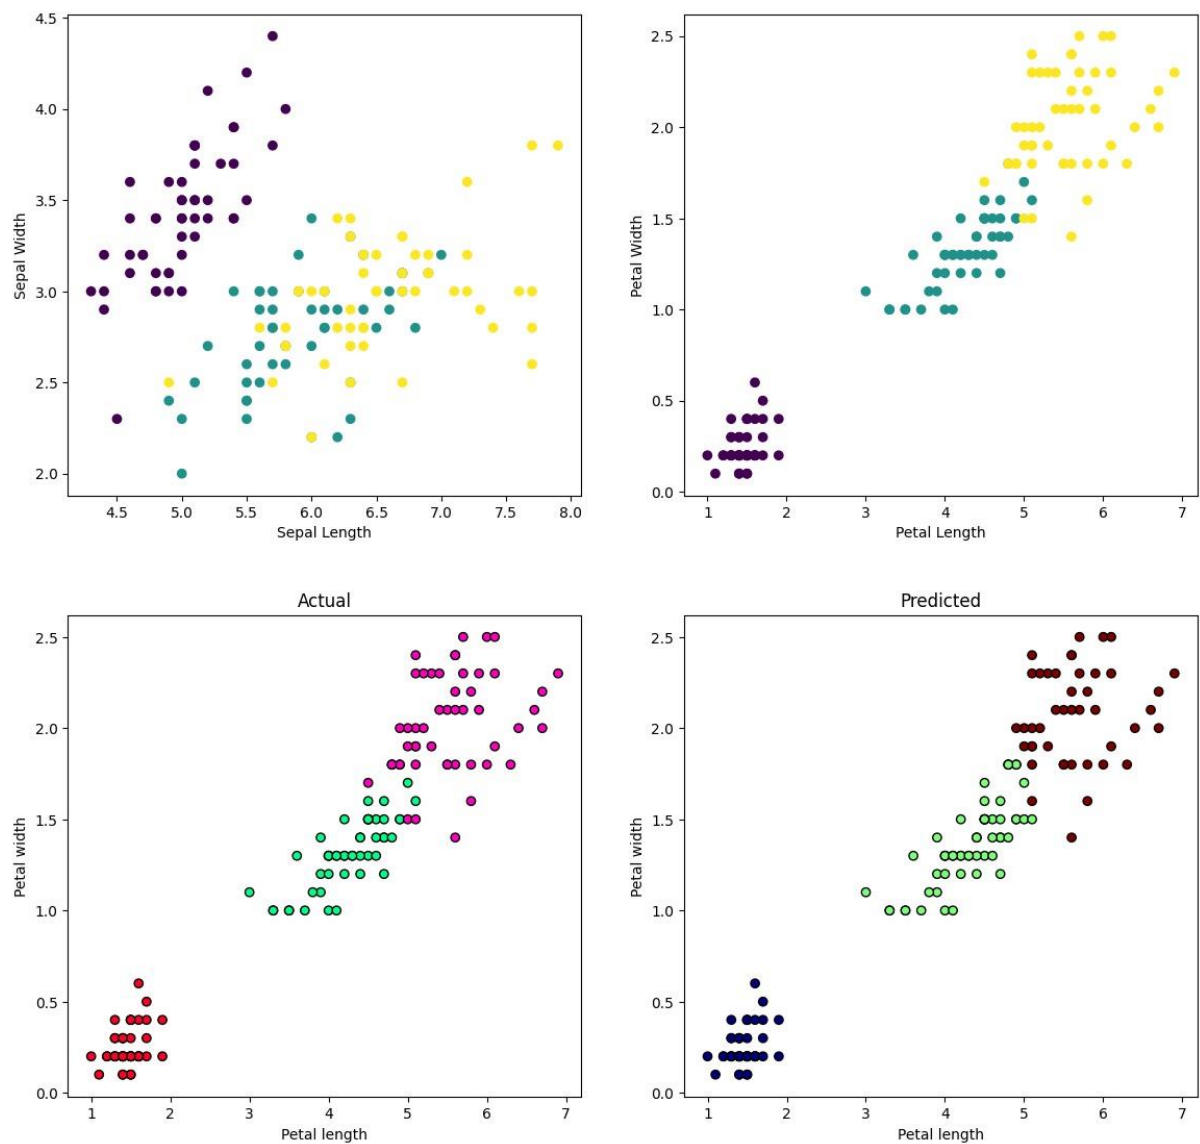 4.5
4.0
3.5
3.0
2.5
2.0
Sepal Width
4.5 5.0 5.5 6.0 6.5 7.0 7.5 8.0
Sepal Length
2.5
2.0
1.5
1.0
0.5
0.0
Petal Width
1 2 3 4 5 6 7
Petal Length
Actual
2.5
2.0
1.5
1.0
0.5
0.0
Petal width
1 2 3 4 5 6 7
Petal length
Predicted
2.5
2.0
1.5
1.0
0.5
0.0
Petal width
1 2 3 4 5 6 7
Petal length